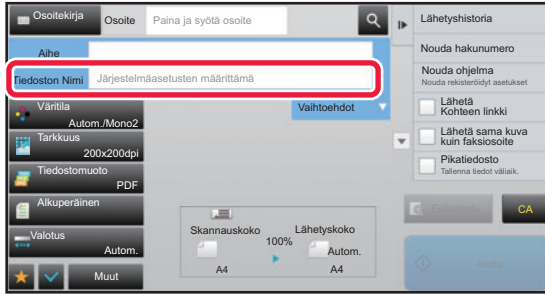 Osoitekirja
Osoite
Paina ja syötä osoite
Aihe
Tiedoston Nimi
Järjestelmäasetusten määrittämä
Väritila
Autom./Mono2
Tarkkuus
200x200dpi
Tiedostomuoto
PDF
Alkuperäinen
Valotus
Autom.
Muut
Vaihtoehdot
Skannauskoko
100%
Lähetyskoko
Autom.
A4
A4
Lähetyshistoria
Nouda hakunumero
Nouda ohjelma
Nouda rekisteröidyt asetukset
Lähetä
Kohteen linkki
Lähetä sama kuva
kuin faksiosoite
Pikatiedosto
Tallenna tiedot väliaik.
CA